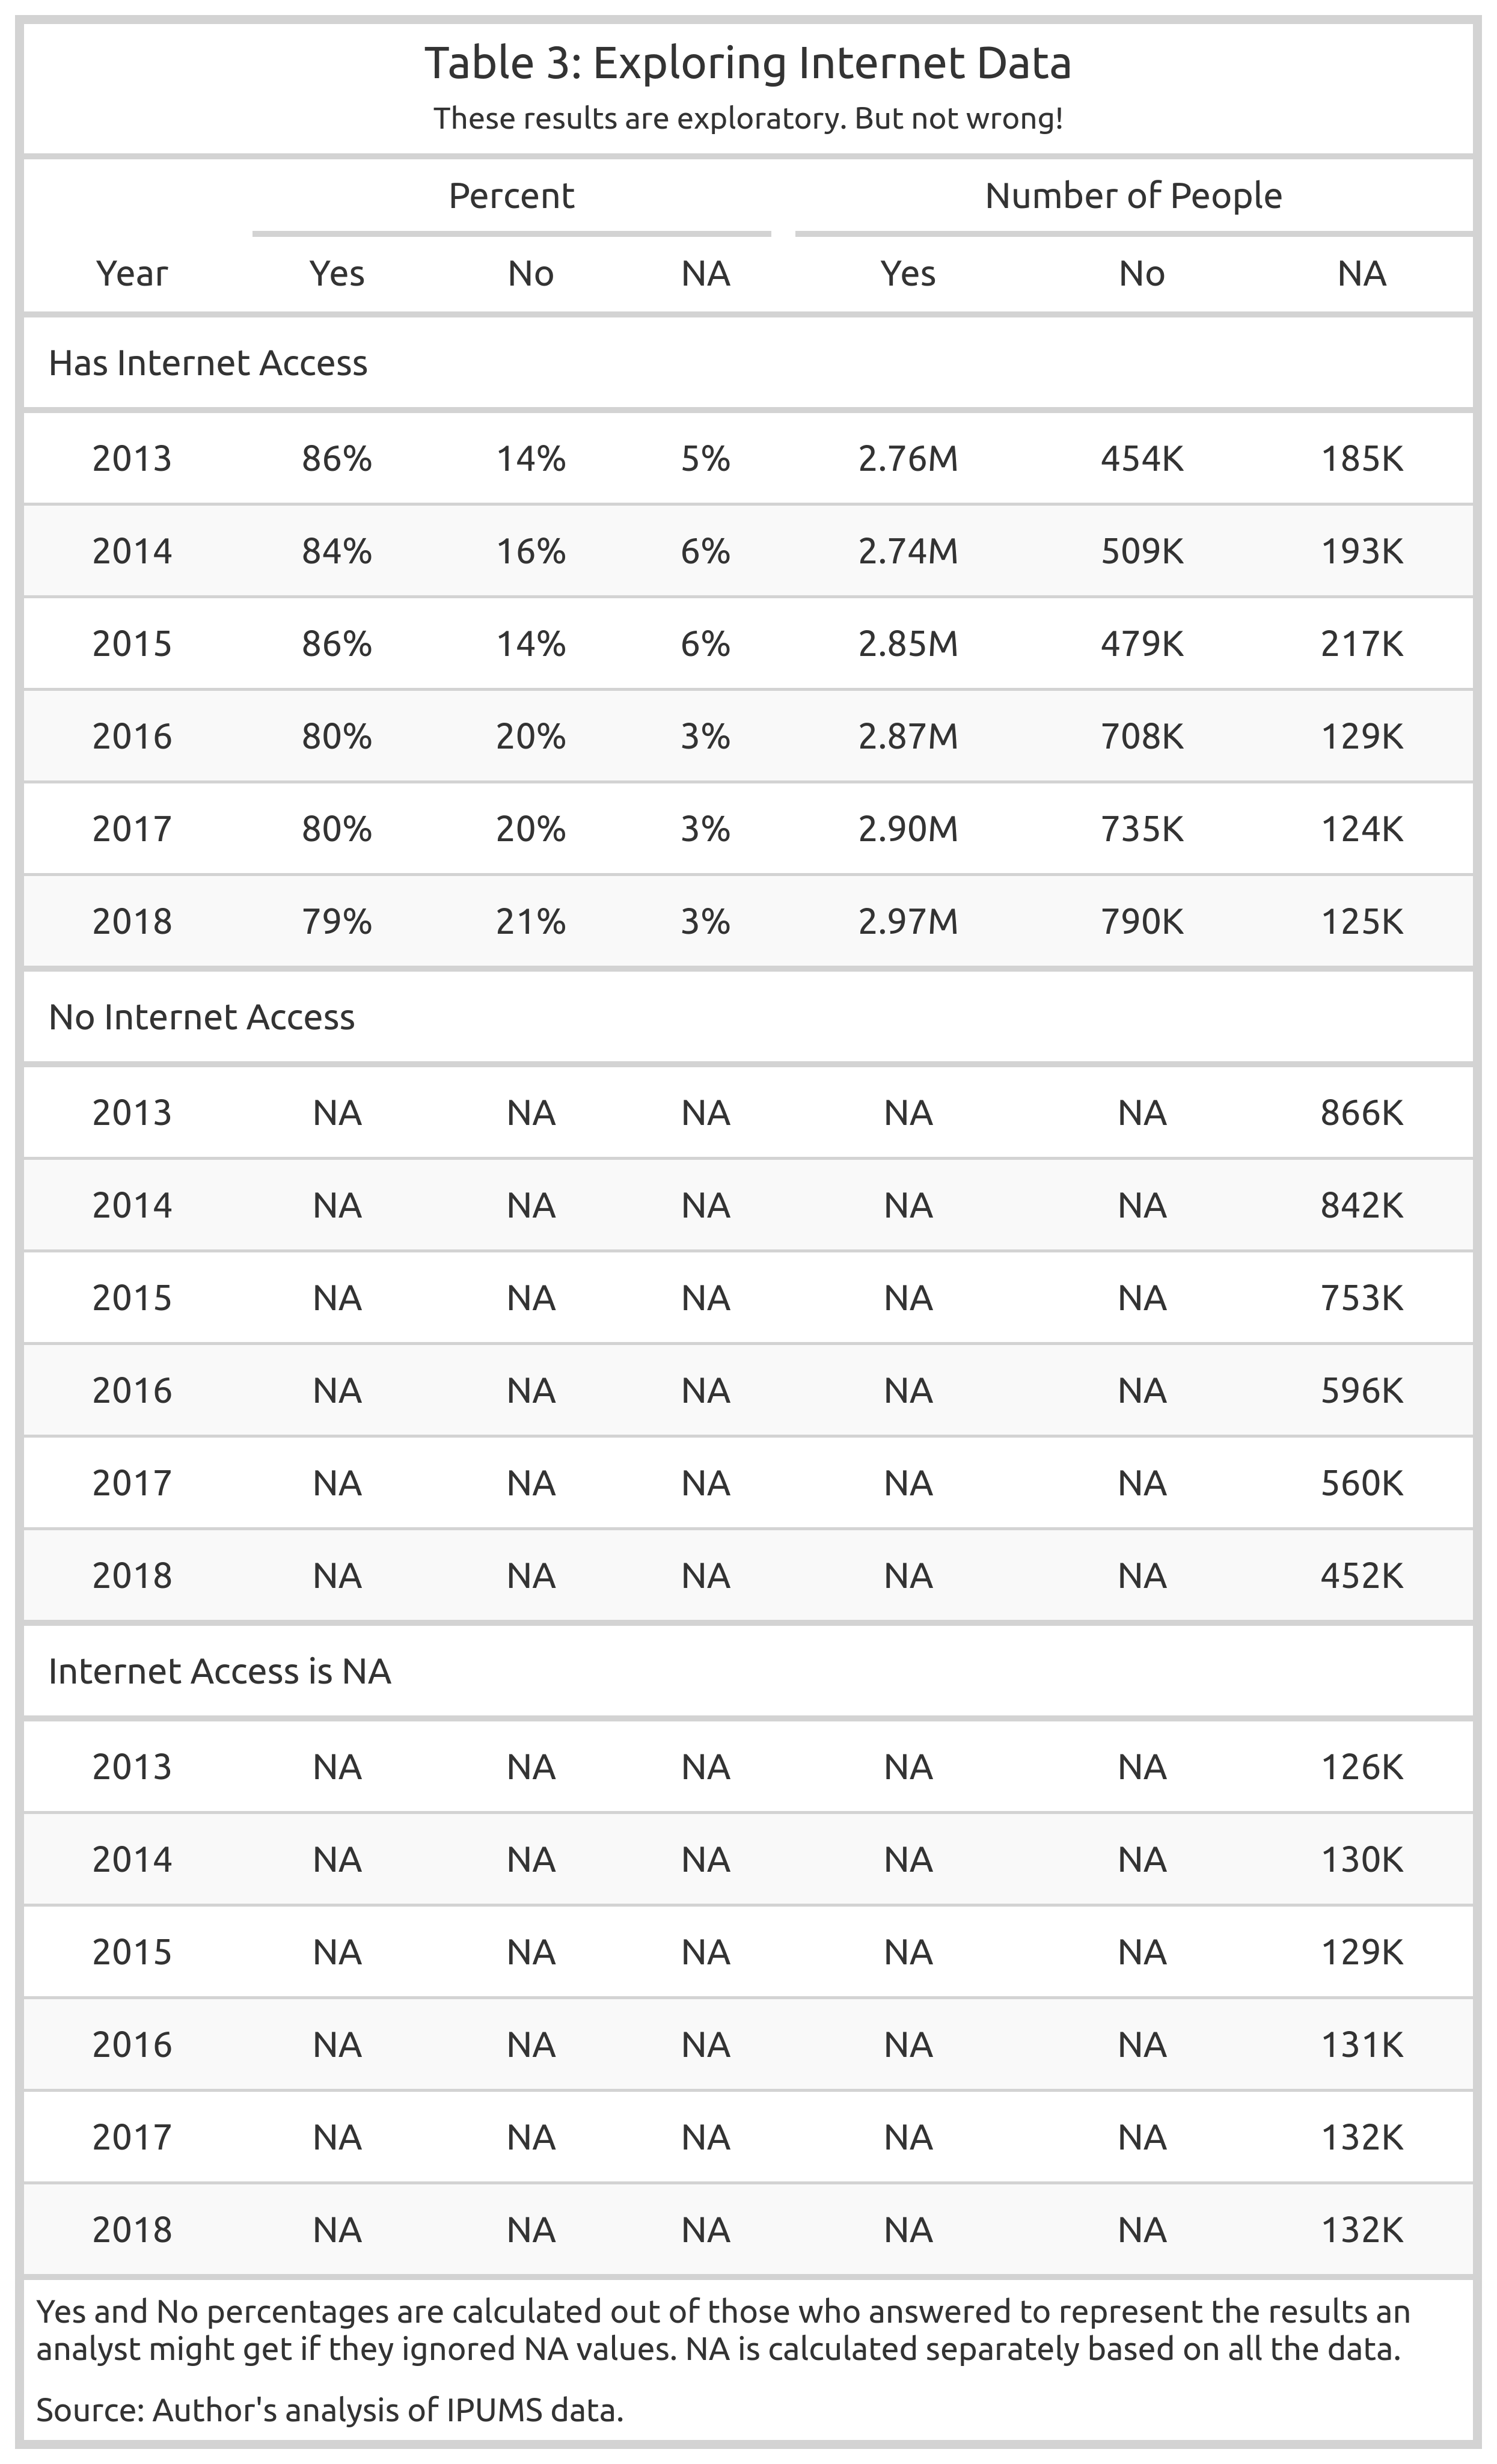 Table 3: Exploring Internet Data
These results are exploratory. But not wrong!
Percent Number of People
Year Yes No NA Yes No NA
Has Internet Access
2013 86% 14% 5% 2.76M 454K 185K
2014 84% 16% 6% 2.74M 509K 193K
2015 86% 14% 6% 2.85M 479K 217K
2016 80% 20% 3% 2.87M 708K 129K
2017 80% 20% 3% 2.90M 735K 124K
2018 79% 21% 3% 2.97M 790K 125K
No Internet Access
2013 NA NA NA NA NA 866K
2014 NA NA NA NA NA 842K
2015 NA NA NA NA NA 753K
2016 NA NA NA NA NA 596K
2017 NA NA NA NA NA 560K
2018 NA NA NA NA NA 452K
Internet Access is NA
2013 NA NA NA NA NA 126K
2014 NA NA NA NA NA 130K
2015 NA NA NA NA NA 129K
2016 NA NA NA NA NA 131K
2017 NA NA NA NA NA 132K
2018 NA NA NA NA NA 132K
Yes and No percentages are calculated out of those who answered to represent the results an
analyst might get if they ignored NA values. NA is calculated separately based on all the data.
Source: Author's analysis of IPUMS data.